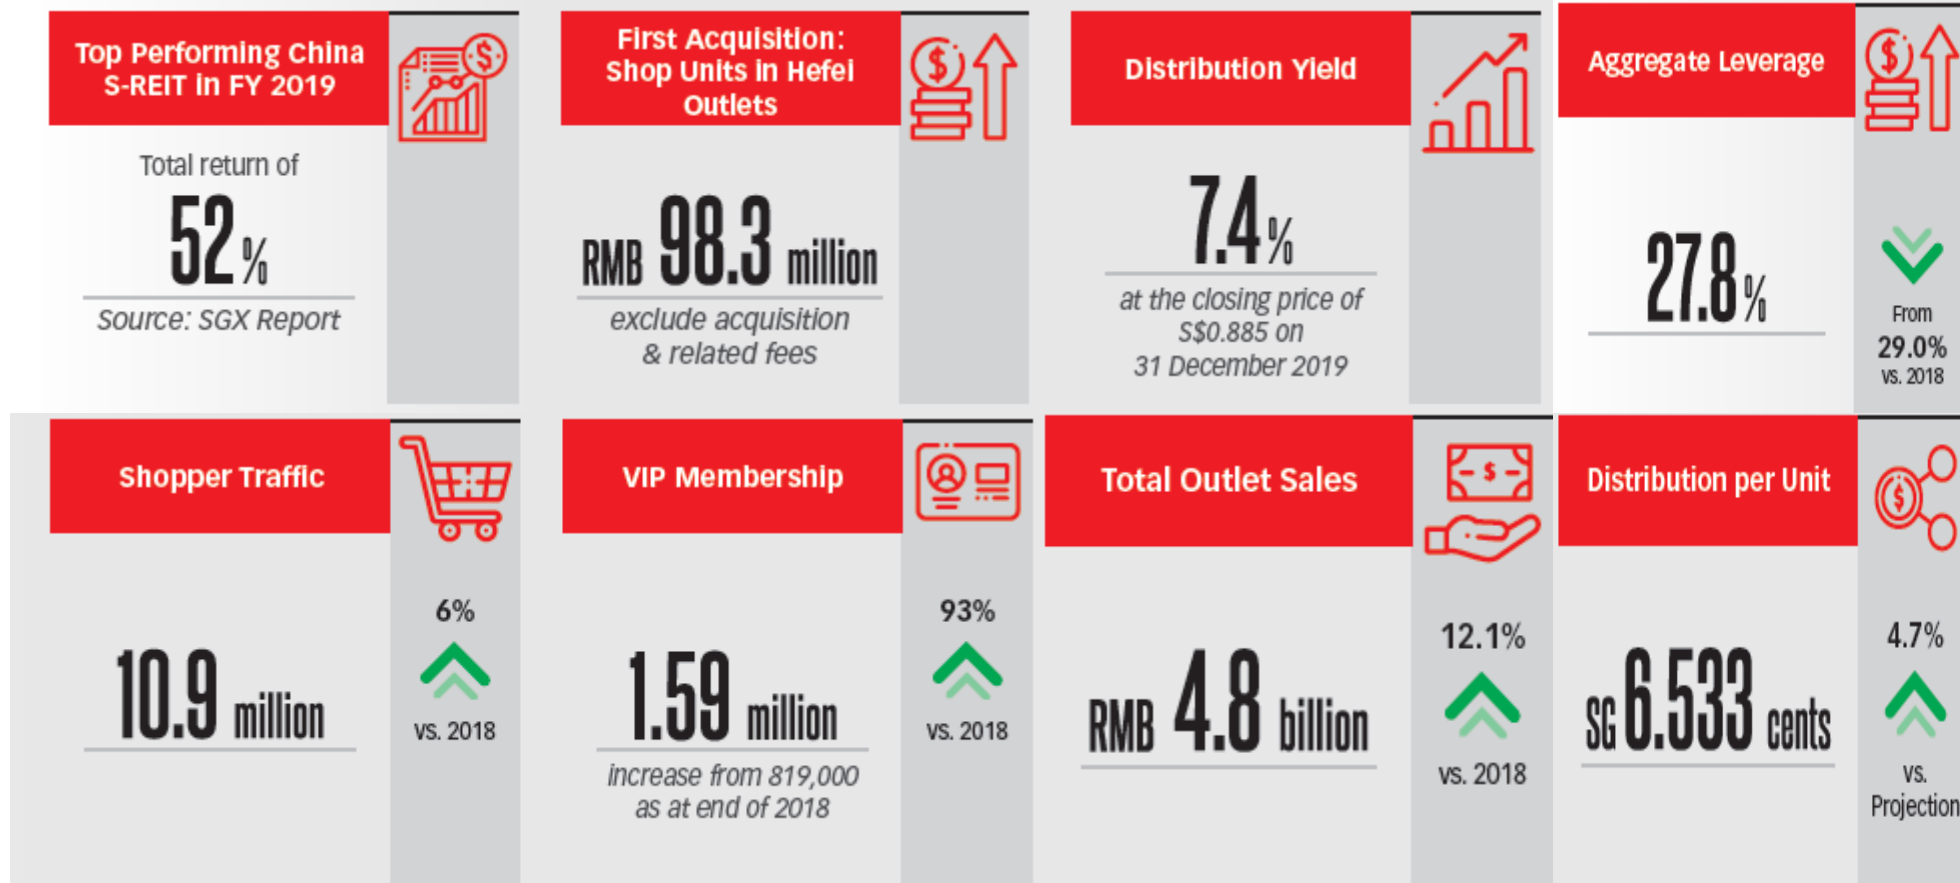 Top Performing China
S-REIT in FY 2019
Total return of
52%
Source: SGX Report
First Acquisition:
Shop Units in Hefei
Outlets
RMB 98.3 million
exclude acquisition
& related fees
Distribution Yield
7.4%
at the closing price of
S$0.885 on
31 December 2019
Aggregate Leverage
27.8%
From
29.0%
vs. 2018
Shopper Traffic
10.9 million
6%
vs. 2018
VIP Membership
1.59 million
increase from 819,000
as at end of 2018
93%
vs. 2018
Total Outlet Sales
RMB 4.8 billion
12.1%
vs. 2018
Distribution per Unit
SG 6.533 cents
4.7%
vs.
Projection